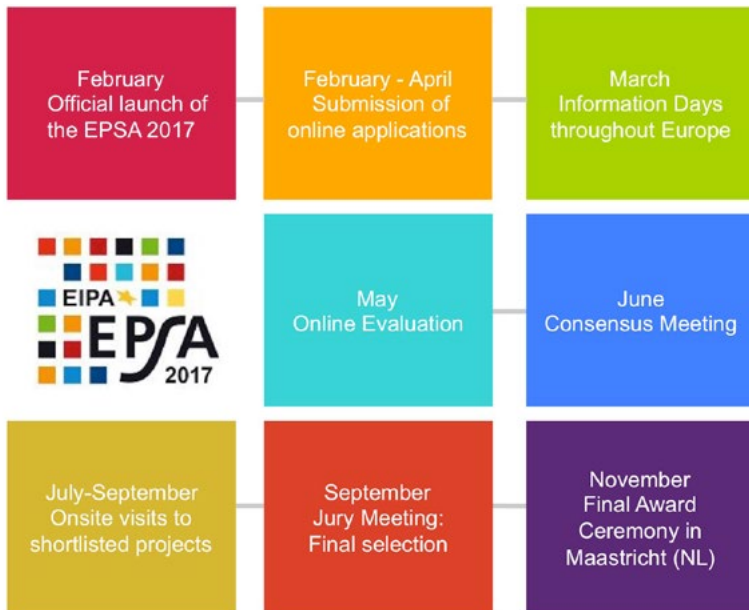 February
Official launch of
the EPSA 2017
February - April
Submission of
online applications
March
Information Days
throughout Europe
EIPA
EPSA
2017
May
Online Evaluation
June
Consensus Meeting
July-September
Onsite visits to
shortlisted projects
September
Jury Meeting:
Final selection
November
Final Award
Ceremony in
Maastricht (NL)